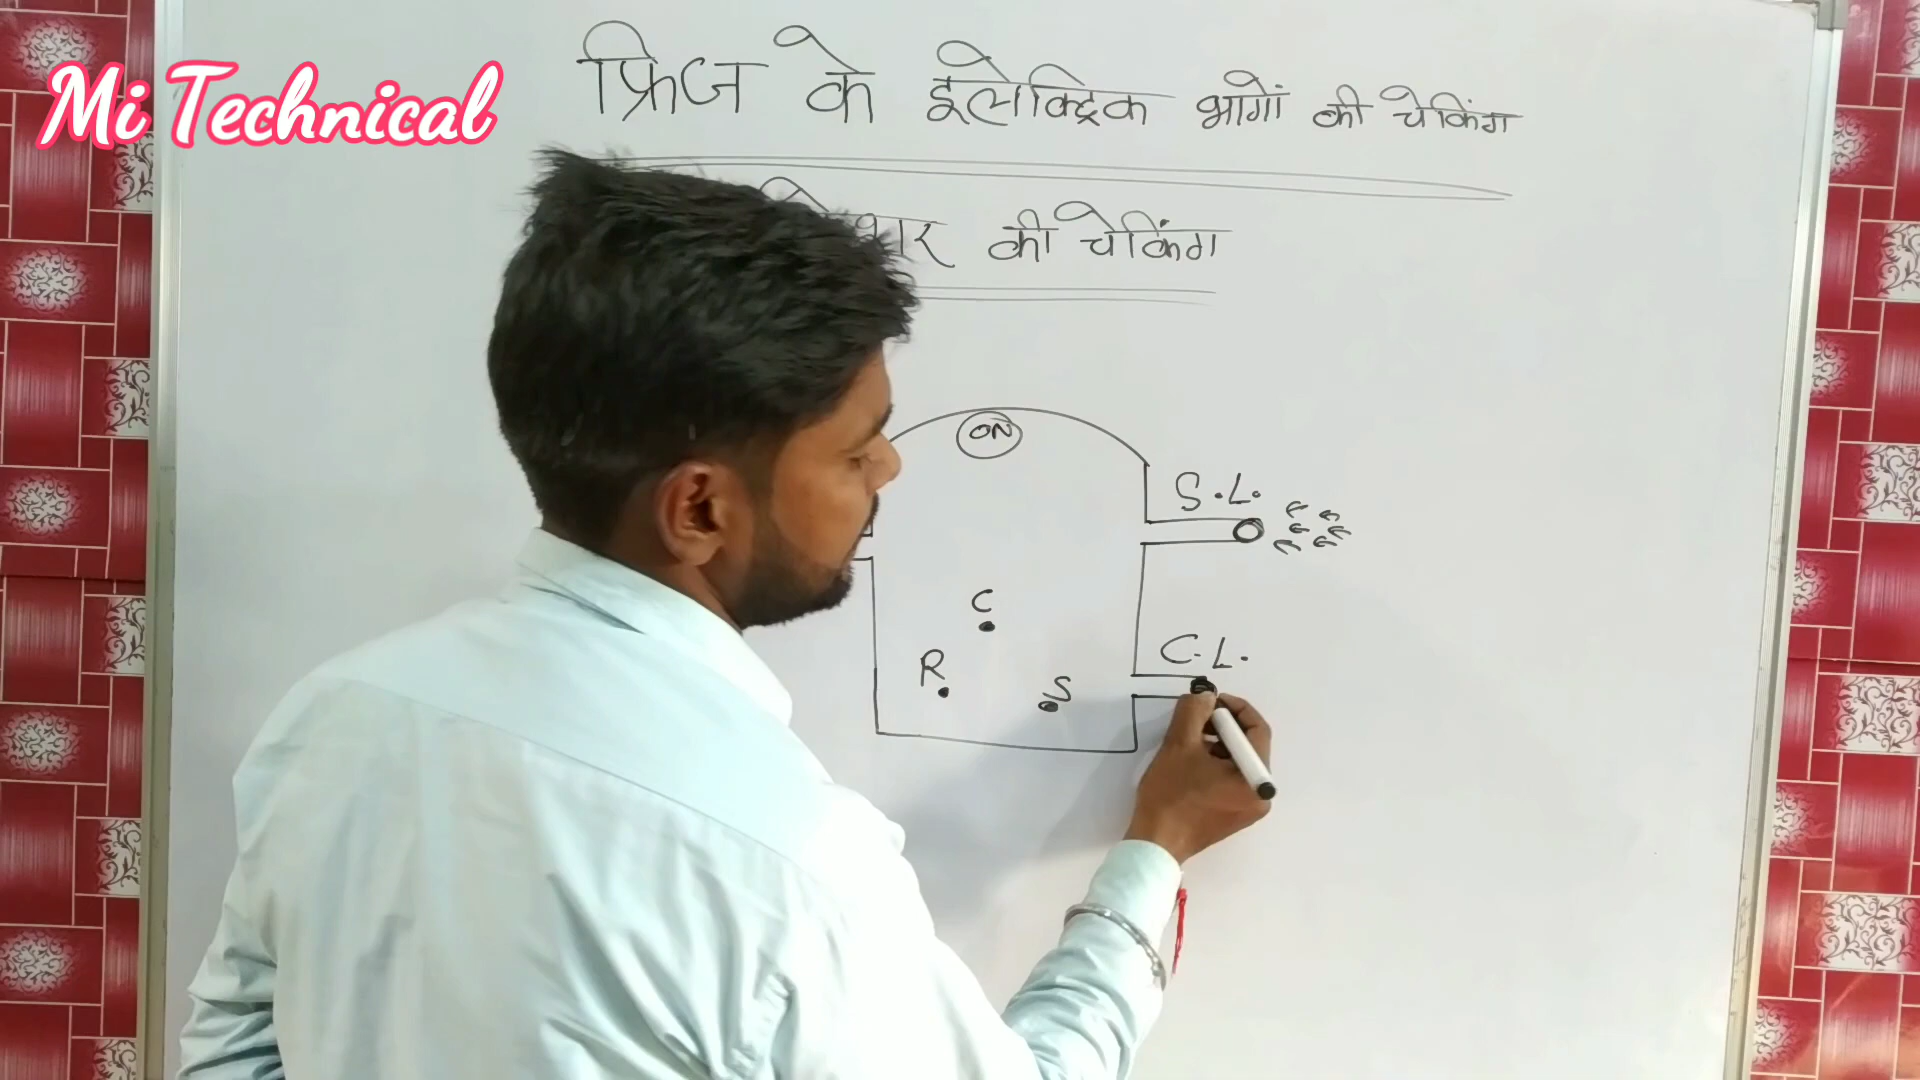 Mi Technical
फ्रिज के इलेक्ट्रिक भागों की चेकिंग
की चेकिंग
ON
S.L.
C
C.L.
R
S